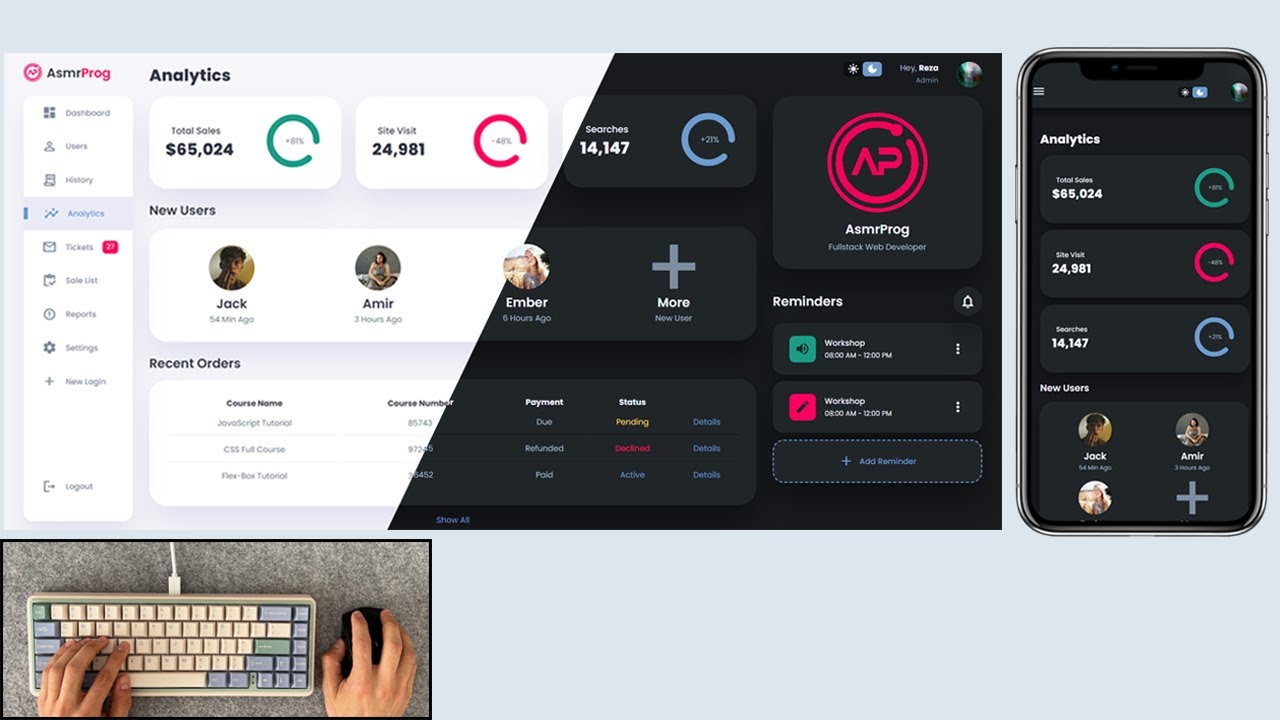 AsmrProg
Dashboard
Users
History
Analytics
Tickets 27
Sale List
Reports
Settings
New Login
Logout
Analytics
Total Sales
$65,024
+81%
Site Visit
24,981
-48%
Searches
14,147
+21%
New Users
Jack
54 Min Ago
Amir
3 Hours Ago
Ember
6 Hours Ago
More
New User
Recent Orders
Course Name Course Number Payment Status
JavaScript Tutorial 85743 Due Pending Details
CSS Full Course 97245 Refunded Declined Details
Flex-Box Tutorial 36452 Paid Active Details
Show All
Hey, Reza
Admin
AP
AsmrProg
Fullstack Web Developer
Reminders
Workshop
08:00 AM - 12:00 PM
Workshop
08:00 AM - 12:00 PM
Add Reminder
Analytics
Total Sales
$65,024
+81%
Site Visit
24,981
-48%
Searches
14,147
+21%
New Users
Jack
54 Min Ago
Amir
3 Hours Ago